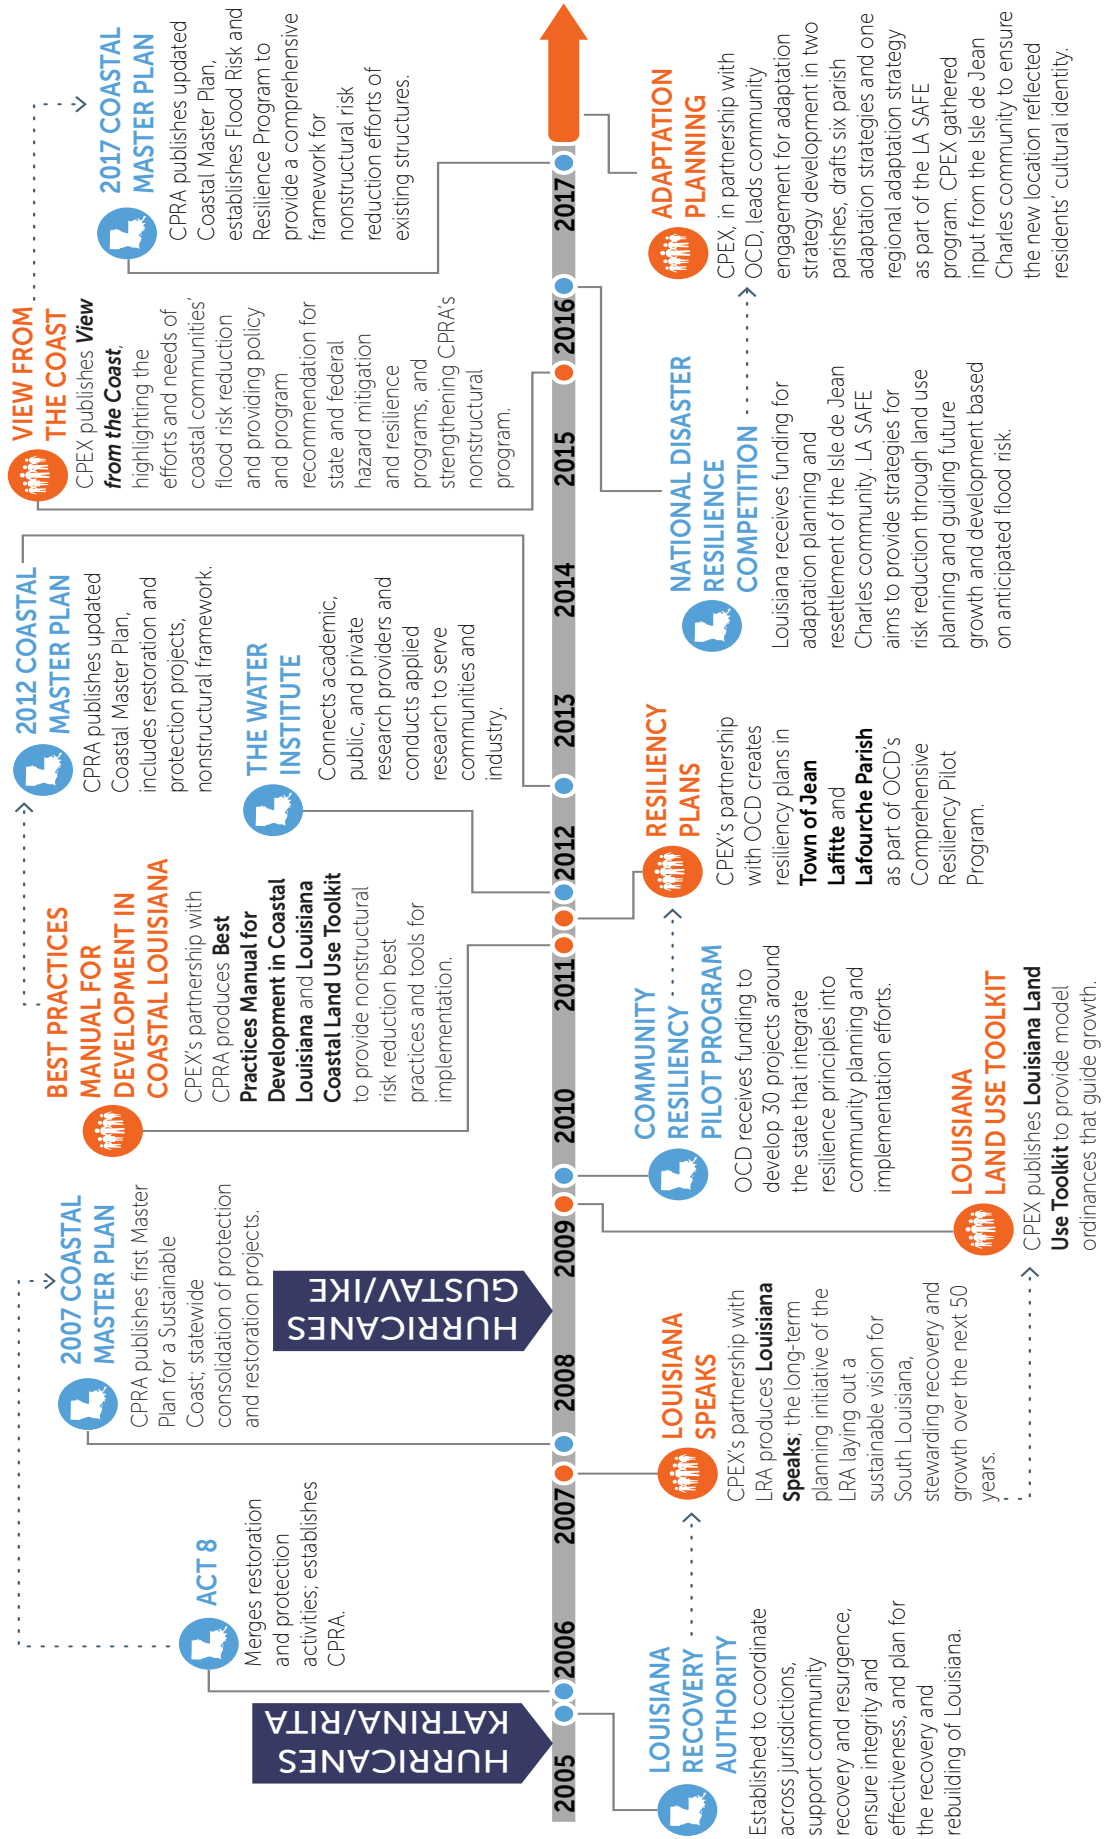 HURRICANES
KATRINA/RITA
LOUISIANA
RECOVERY
AUTHORITY
Established to coordinate
across jurisdictions,
support community
recovery and resurgence,
ensure integrity and
effectiveness, and plan for
the recovery and
rebuilding of Louisiana.
ACT 8
Merges restoration
and protection
activities; establishes
CPRA.
LOUISIANA
SPEAKS
CPEX's partnership with
LRA produces Louisiana
Speaks; the long-term
planning initiative of the
LRA laying out a
sustainable vision for
South Louisiana,
stewarding recovery and
growth over the next 50
years.
2007 COASTAL
MASTER PLAN
CPRA publishes first Master
Plan for a Sustainable
Coast; statewide
consolidation of protection
and restoration projects.
HURRICANES
GUSTAV/IKE
LOUISIANA
LAND USE TOOLKIT
CPEX publishes Louisiana Land
Use Toolkit to provide model
ordinances that guide growth.
COMMUNITY
RESILIENCY
PILOT PROGRAM
OCD receives funding to
develop 30 projects around
the state that integrate
resilience principles into
community planning and
implementation efforts.
BEST PRACTICES
MANUAL FOR
DEVELOPMENT IN
COASTAL LOUISIANA
CPEX's partnership with
CPRA produces Best
Practices Manual for
Development in Coastal
Louisiana and Louisiana
Coastal Land Use Toolkit
to provide nonstructural
risk reduction best
practices and tools for
implementation.
RESILIENCY
PLANS
CPEX's partnership
with OCD creates
resiliency plans in
Town of Jean
Lafitte and
Lafourche Parish
as part of OCD's
Comprehensive
Resiliency Pilot
Program.
THE WATER
INSTITUTE
Connects academic,
public, and private
research providers and
conducts applied
research to serve
communities and
industry.
2012 COASTAL
MASTER PLAN
CPRA publishes updated
Coastal Master Plan,
includes restoration and
protection projects,
nonstructural framework.
VIEW FROM
THE COAST
CPEX publishes View
from the Coast,
highlighting the
efforts and needs of
coastal communities'
flood risk reduction
and providing policy
and program
recommendation for
state and federal
hazard mitigation
and resilience
programs, and
strengthening CPRA's
nonstructural
program.
NATIONAL DISASTER
RESILIENCE
COMPETITION
Louisiana receives funding for
adaptation planning and
resettlement of the Isle de Jean
Charles community. LA SAFE
aims to provide strategies for
risk reduction through land use
planning and guiding future
growth and development based
on anticipated flood risk.
2017 COASTAL
MASTER PLAN
CPRA publishes updated
Coastal Master Plan,
establishes Flood Risk and
Resilience Program to
provide a comprehensive
framework for
nonstructural risk
reduction efforts of
existing structures.
ADAPTATION
PLANNING
CPEX, in partnership with
OCD, leads community
engagement for adaptation
strategy development in two
parishes, drafts six parish
adaptation strategies and one
regional adaptation strategy
as part of the LA SAFE
program. CPEX gathered
input from the Isle de Jean
Charles community to ensure
the new location reflected
residents' cultural identity.
2005 2006 2007 2008 2009 2010 2011 2012 2013 2014 2015 2016 2017